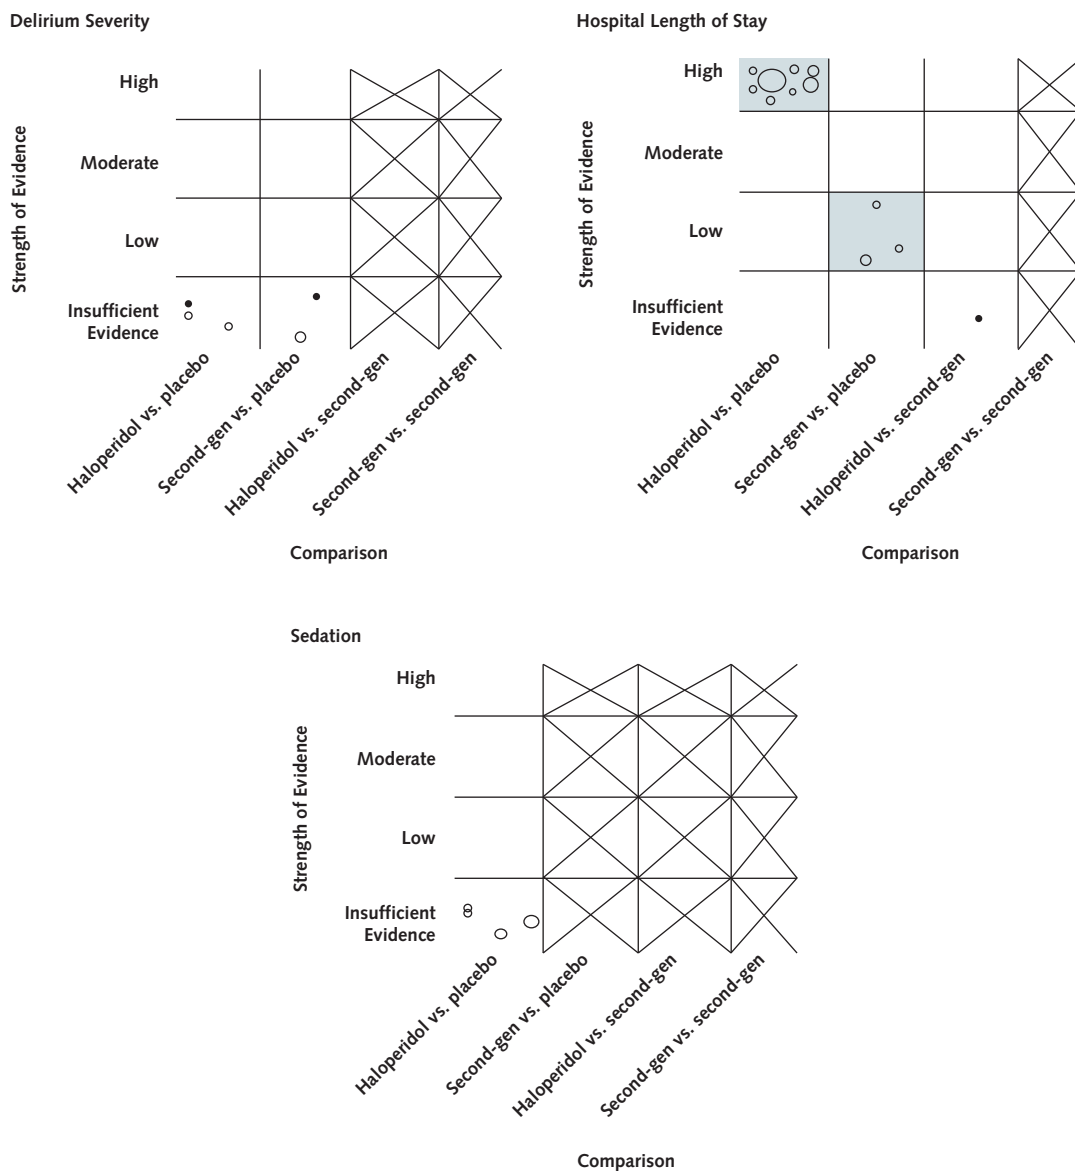 Delirium Severity
Strength of Evidence
High
Moderate
Low
Insufficient
Evidence
Haloperidol vs. placebo
Second-gen vs. placebo
Haloperidol vs. second-gen
Second-gen vs. second-gen
Comparison
Hospital Length of Stay
Strength of Evidence
High
Moderate
Low
Insufficient
Evidence
Haloperidol vs. placebo
Second-gen vs. placebo
Haloperidol vs. second-gen
Second-gen vs. second-gen
Comparison
Sedation
Strength of Evidence
High
Moderate
Low
Insufficient
Evidence
Haloperidol vs. placebo
Second-gen vs. placebo
Haloperidol vs. second-gen
Second-gen vs. second-gen
Comparison